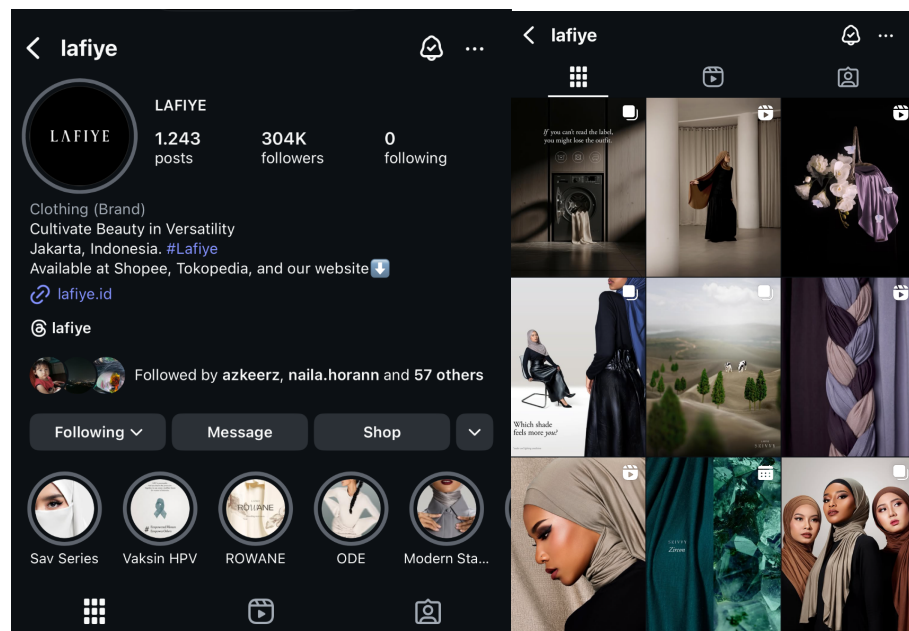 lafiye
LAFIYE
LAFIYE
1.243
304K
0
posts
followers
following
Clothing (Brand)
Cultivate Beauty in Versatility
Jakarta, Indonesia. #Lafiye
Available at Shopee, Tokopedia, and our website
lafiye.id
lafiye
Followed by azkeerz, naila.horann and 57 others
Following
Message
Shop
ROWANE
Sav Series
Vaksin HPV
ROWANE
ODE
Modern Sta...
lafiye
If you can't read the label,
you might lose the outfit.
Which shade
feels more you?
Zircon